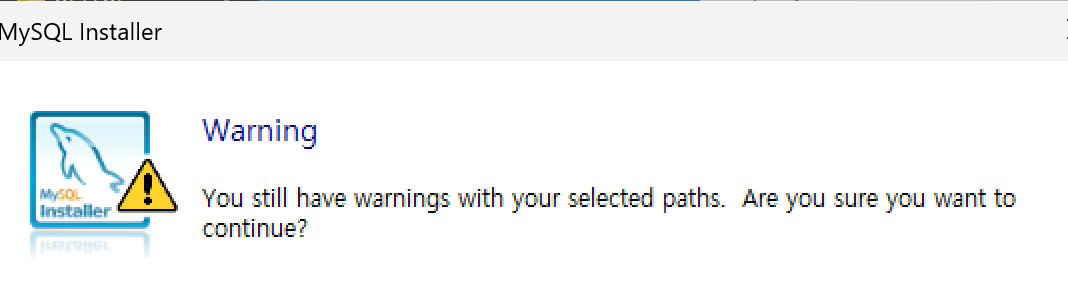 MySQL Installer
Warning
MySQL
Installer
You still have warnings with your selected paths.  Are you sure you want to
continue?